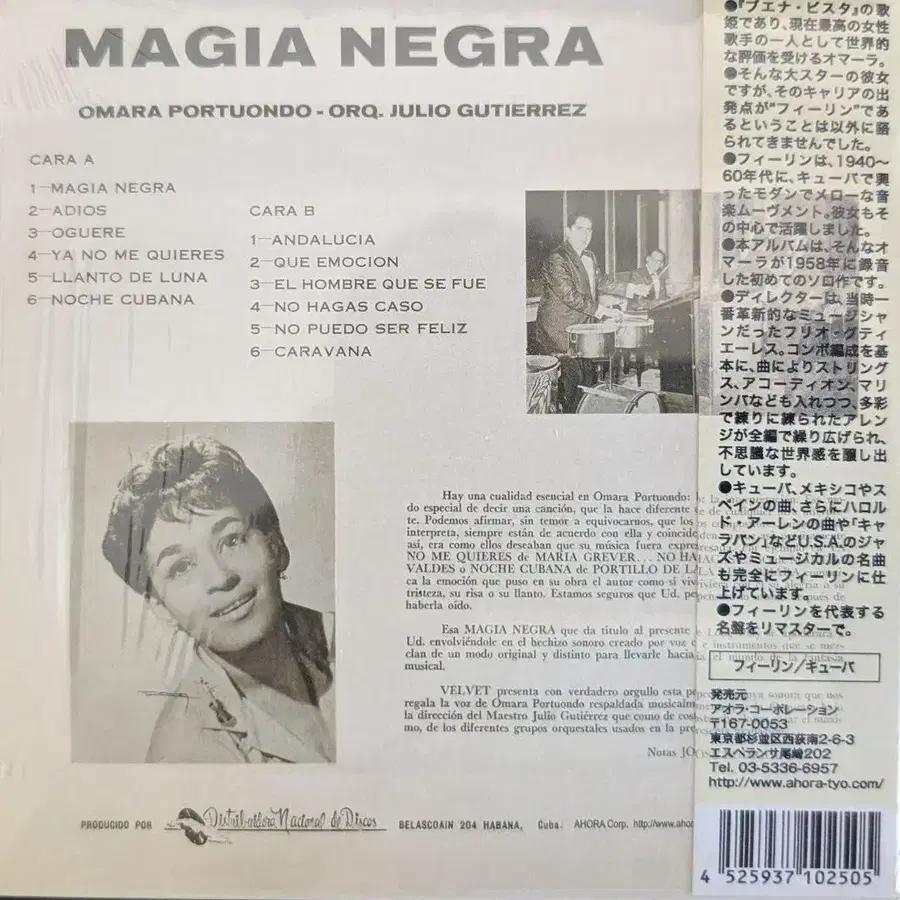 MAGIA NEGRA
OMARA PORTUONDO - ORQ. JULIO GUTIERREZ
CARA A
1—MAGIA NEGRA
2—ADIOS
3—OGUERE
4—YA NO ME QUIERES
5—LLANTO DE LUNA
6—NOCHE CUBANA
CARA B
1—ANDALUCIA
2—QUE EMOCION
3—EL HOMBRE QUE SE FUE
4—NO HAGAS CASO
5—NO PUEDO SER FELIZ
6—CARAVANA
Hay una cualidad esencial en Omara Portuondo:
do especial de decir una canción, que la hace diferente
te. Podemos afirmar, sin temor a equivocarnos, que los
interpreta, siempre están de acuerdo con ella y coincide
así, era como ellos deseaban que su música fuera
NO ME QUIERES de MARIA GREVER. . . NO
VALDES o NOCHE CUBANA de PORTILLO DE
ca la emoción que puso en su obra el autor como si
tristeza, su risa o su llanto. Estamos seguros que Ud.
haberla oído.
Esa MAGIA NEGRA que da título al presente
Ud. envolviéndole en el hechizo sonoro creado por voz e instrumentos que se mez-
clan de un modo original y distinto para llevarle hacia el mundo de la fantasía
musical.
VELVET presenta con verdadero orgullo esta
regala la voz de Omara Portuondo respaldada
la dirección del Maestro Julio Gutiérrez que como de
mo, de los diferentes grupos orquestales usados en la
Notas
PRODUCIDO POR
Distribuidora Nacional de Discos
BELASCOAIN 204 HABANA, Cuba. AHORA Corp. http://www.ahor
●『ブエナ・ビスタ』の歌
姫であり、現在最高の女性
歌手の一人として世界的
な評価を受けるオマーラ。
●そんな大スターの彼女
ですが、そのキャリアの出
発点が"フィーリン"であ
るということは以外に語
られてきませんでした。
●フィーリンは、1940〜
60年代に、キューバで興
ったモダンでメローな音
楽ムーヴメント。彼女もそ
の中心で活躍しました。
●本アルバムは、そんなオ
マーラが1958年に録音
した初めてのソロ作です。
●ディレクターは、当時一
番革新的なミュージシャ
ンだったフリオ・グティ
エーレス。コンボ編成を基
本に、曲によりストリング
ス、アコーディオン、マリ
ンバなども入れつつ、多彩
で練りに練られたアレン
ジが全編で繰り広げられ、
不思議な世界感を醸し出
しています。
●キューバ、メキシコやス
ペインの曲、さらにハロル
ド・アーレンの曲や「キャ
ラバン」などU.S.A.のジャ
ズやミュージカルの名曲
も完全にフィーリンに仕
上げています。
●フィーリンを代表する
名盤をリマスターで。
フィーリン/キューバ
発売元
アオラ・コーポレーション
〒167-0053
東京都杉並区西荻南2-6-3
エスペランサ尾崎202
Tel. 03-5336-6957
http://www.ahora-tyo.com/
4 525937 102505